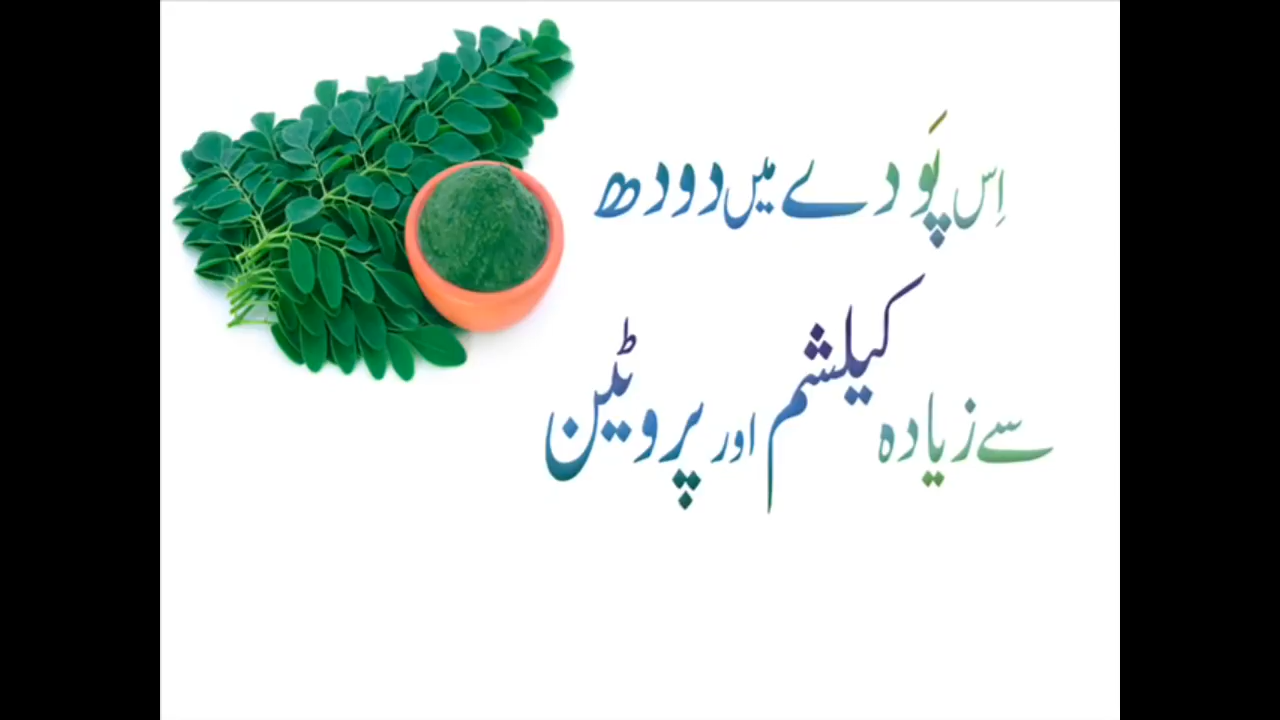 اِس پَودے میں دودھ
سے زیادہ کیلشم اور پروٹین